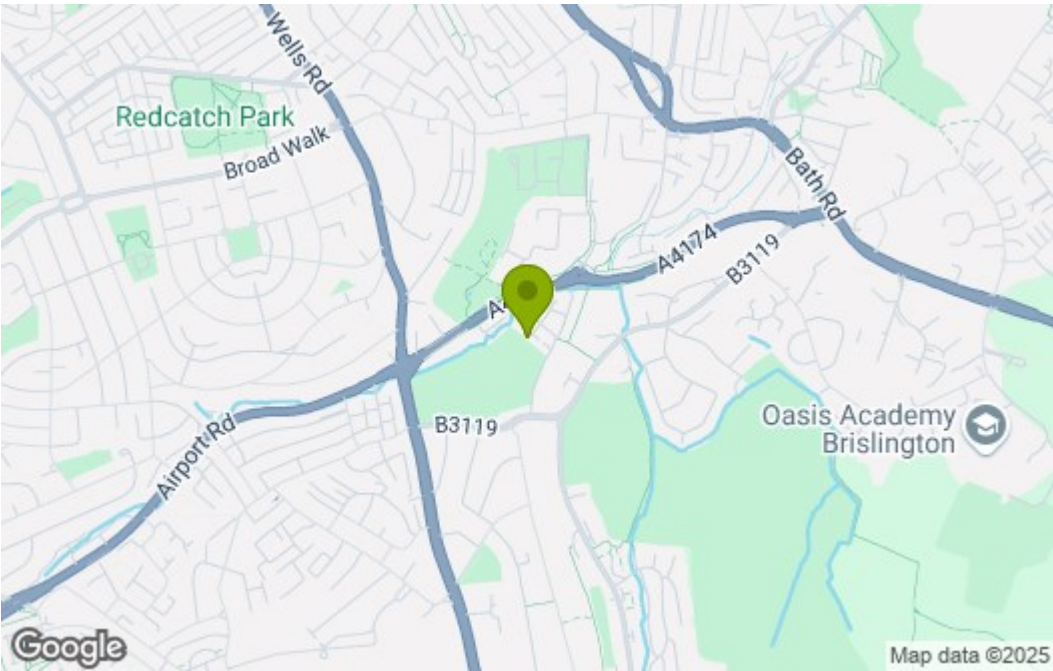 Wells Rd
Redcatch Park
Broad Walk
Bath Rd
A4174
B3119
Airport Rd
B3119
Oasis Academy
Brislington
Google
Map data ©2025